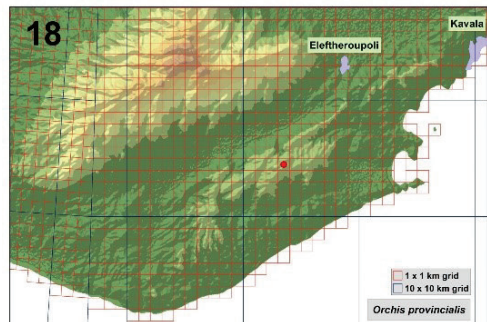 18
Kavala
Eleftheroupoli
1 x 1 km grid
10 x 10 km grid
Orchis provincialis